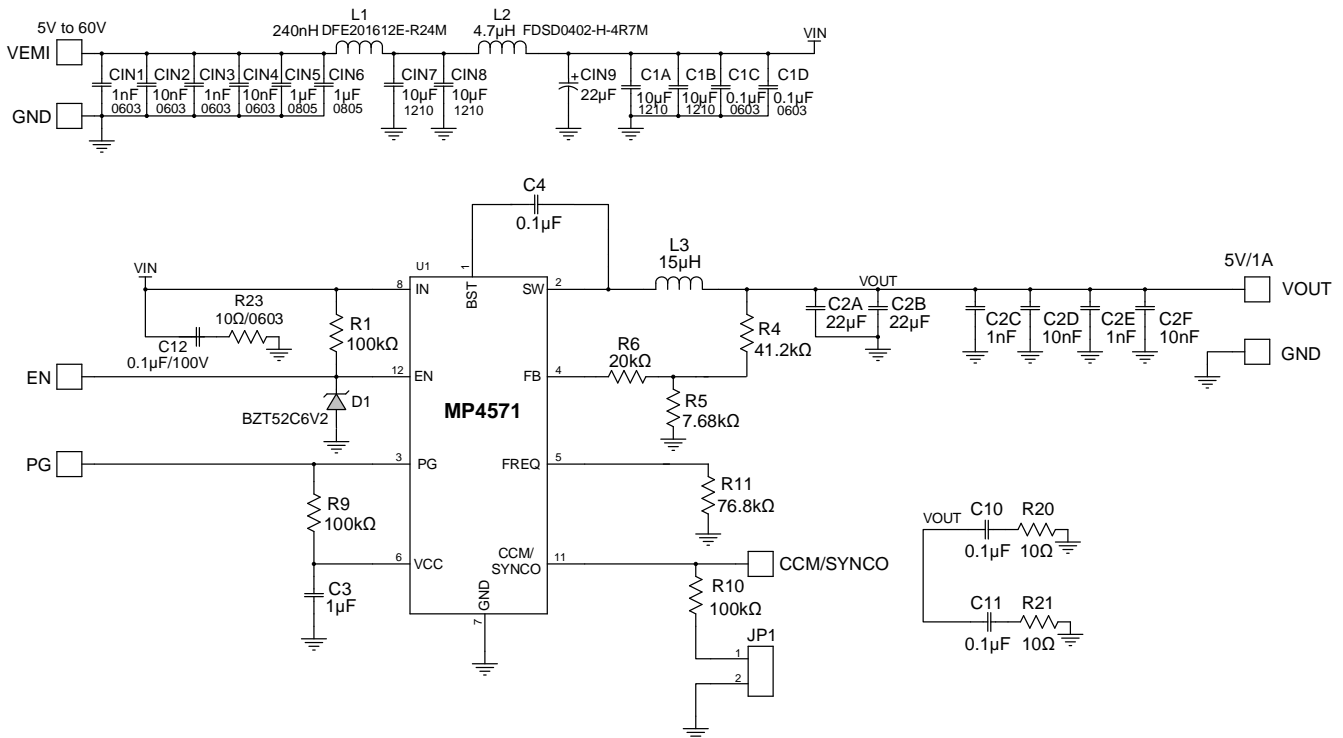 5V to 60V
VEMI
GND
L1
240nH DFE201612E-R24M
L2
4.7µH FDSD0402-H-4R7M
VIN
CIN1
1nF
0603
CIN2
10nF
0603
CIN3
1nF
0603
CIN4
10nF
0603
CIN5
1µF
0805
CIN6
1µF
0805
CIN7
10µF
1210
CIN8
10µF
1210
+
CIN9
22µF
C1A
10µF
1210
C1B
10µF
1210
C1C
0.1µF
0603
C1D
0.1µF
0603
C4
0.1µF
VIN
R23
10Ω/0603
C12
0.1µF/100V
R1
100kΩ
EN
D1
BZT52C6V2
PG
R9
100kΩ
C3
1µF
U1
MP4571
8 IN
12 EN
3 PG
6 VCC
1 BST
7 GND
SW 2
FB 4
FREQ 5
CCM/
SYNCO 11
L3
15µH
R6
20kΩ
R4
41.2kΩ
R5
7.68kΩ
R11
76.8kΩ
VOUT
C2A
22µF
C2B
22µF
C2C
1nF
C2D
10nF
C2E
1nF
C2F
10nF
5V/1A
VOUT
GND
CCM/SYNCO
R10
100kΩ
JP1
1
2
VOUT
C10
0.1µF
R20
10Ω
C11
0.1µF
R21
10Ω